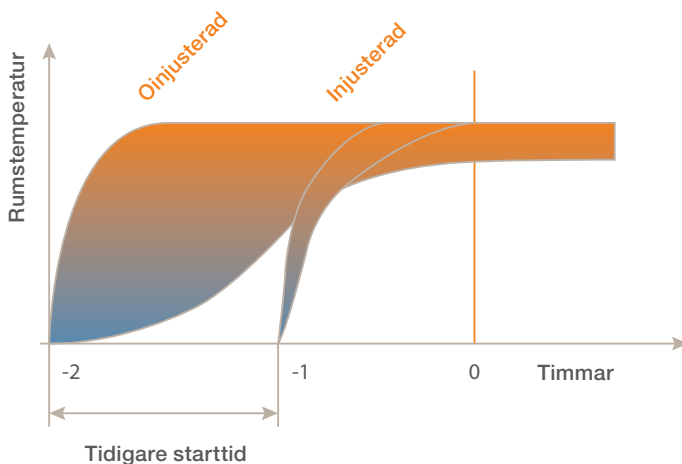 Oinjusterad
Injusterad
Rumstemperatur
-2
-1
0
Timmar
Tidigare starttid